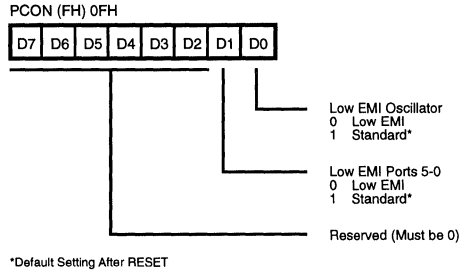 PCON (FH) 0FH
D7 D6 D5 D4 D3 D2 D1 D0
Low EMI Oscillator
0 Low EMI
1 Standard*
Low EMI Ports 5-0
0 Low EMI
1 Standard*
Reserved (Must be 0)
*Default Setting After RESET